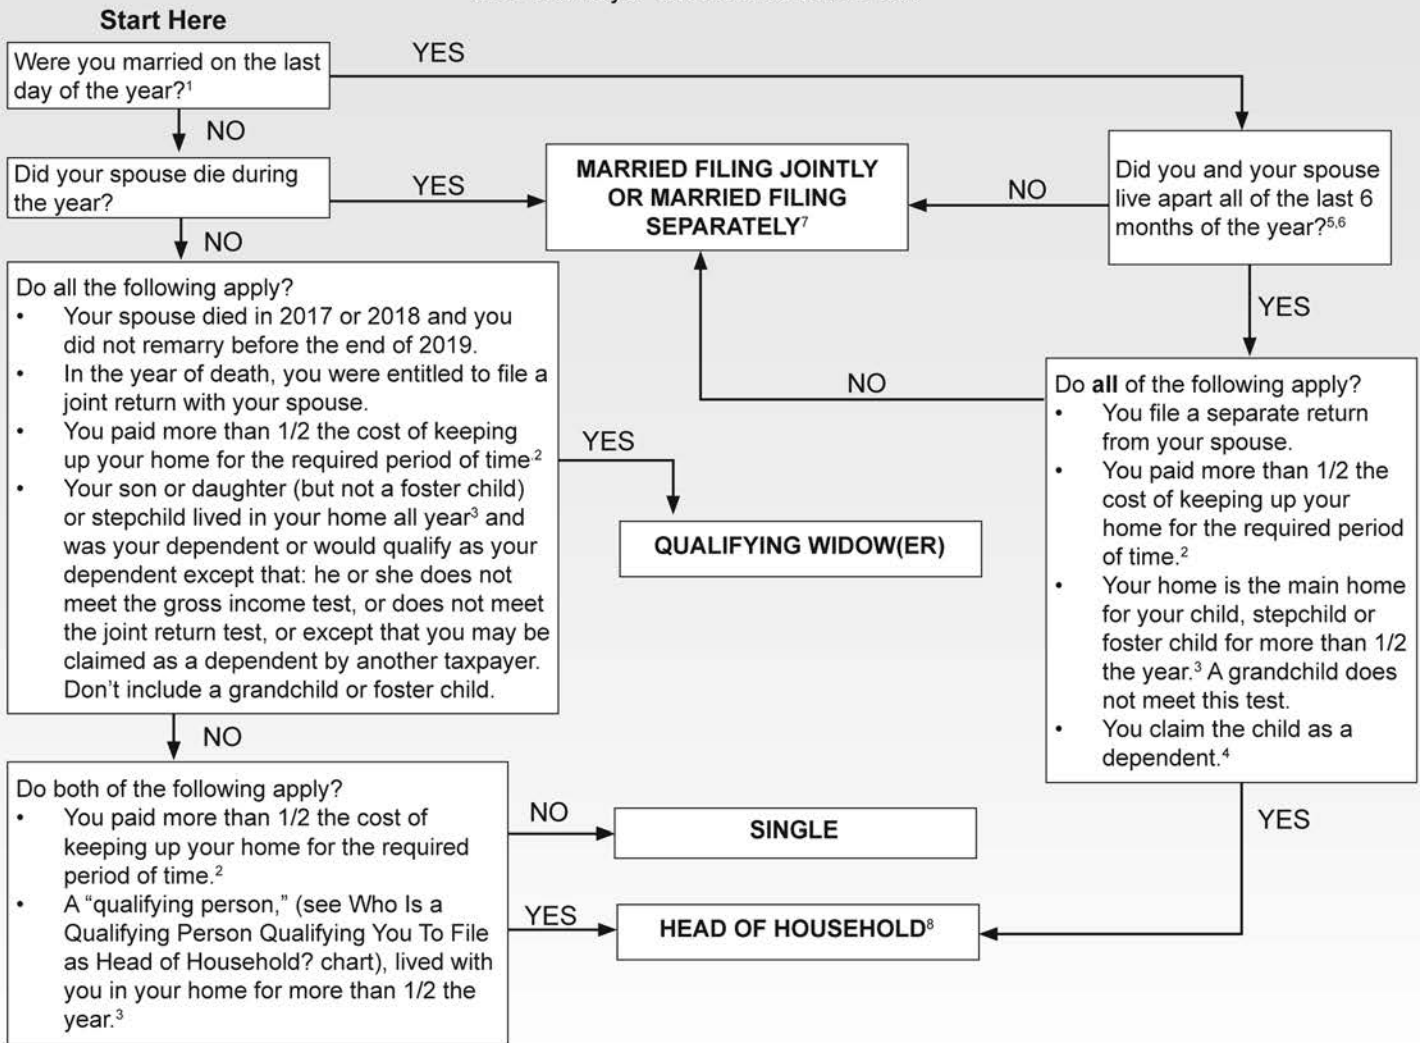 Start Here
Were you married on the last
day of the year?¹
YES
NO
Did your spouse die during
the year?
YES
MARRIED FILING JOINTLY
OR MARRIED FILING
SEPARATELY⁷
NO
Did you and your spouse
live apart all of the last 6
months of the year?⁵,⁶
NO
YES
Do all the following apply?
• Your spouse died in 2017 or 2018 and you
did not remarry before the end of 2019.
• In the year of death, you were entitled to file a
joint return with your spouse.
• You paid more than 1/2 the cost of keeping
up your home for the required period of time.²
• Your son or daughter (but not a foster child)
or stepchild lived in your home all year³ and
was your dependent or would qualify as your
dependent except that: he or she does not
meet the gross income test, or does not meet
the joint return test, or except that you may be
claimed as a dependent by another taxpayer.
Don’t include a grandchild or foster child.
YES
QUALIFYING WIDOW(ER)
NO
Do all of the following apply?
• You file a separate return
from your spouse.
• You paid more than 1/2 the
cost of keeping up your
home for the required period
of time.²
• Your home is the main home
for your child, stepchild or
foster child for more than 1/2
the year.³ A grandchild does
not meet this test.
• You claim the child as a
dependent.⁴
NO
YES
Do both of the following apply?
• You paid more than 1/2 the cost of
keeping up your home for the required
period of time.²
• A “qualifying person,” (see Who Is a
Qualifying Person Qualifying You To File
as Head of Household? chart), lived with
you in your home for more than 1/2 the
year.³
NO
SINGLE
YES
HEAD OF HOUSEHOLD⁸